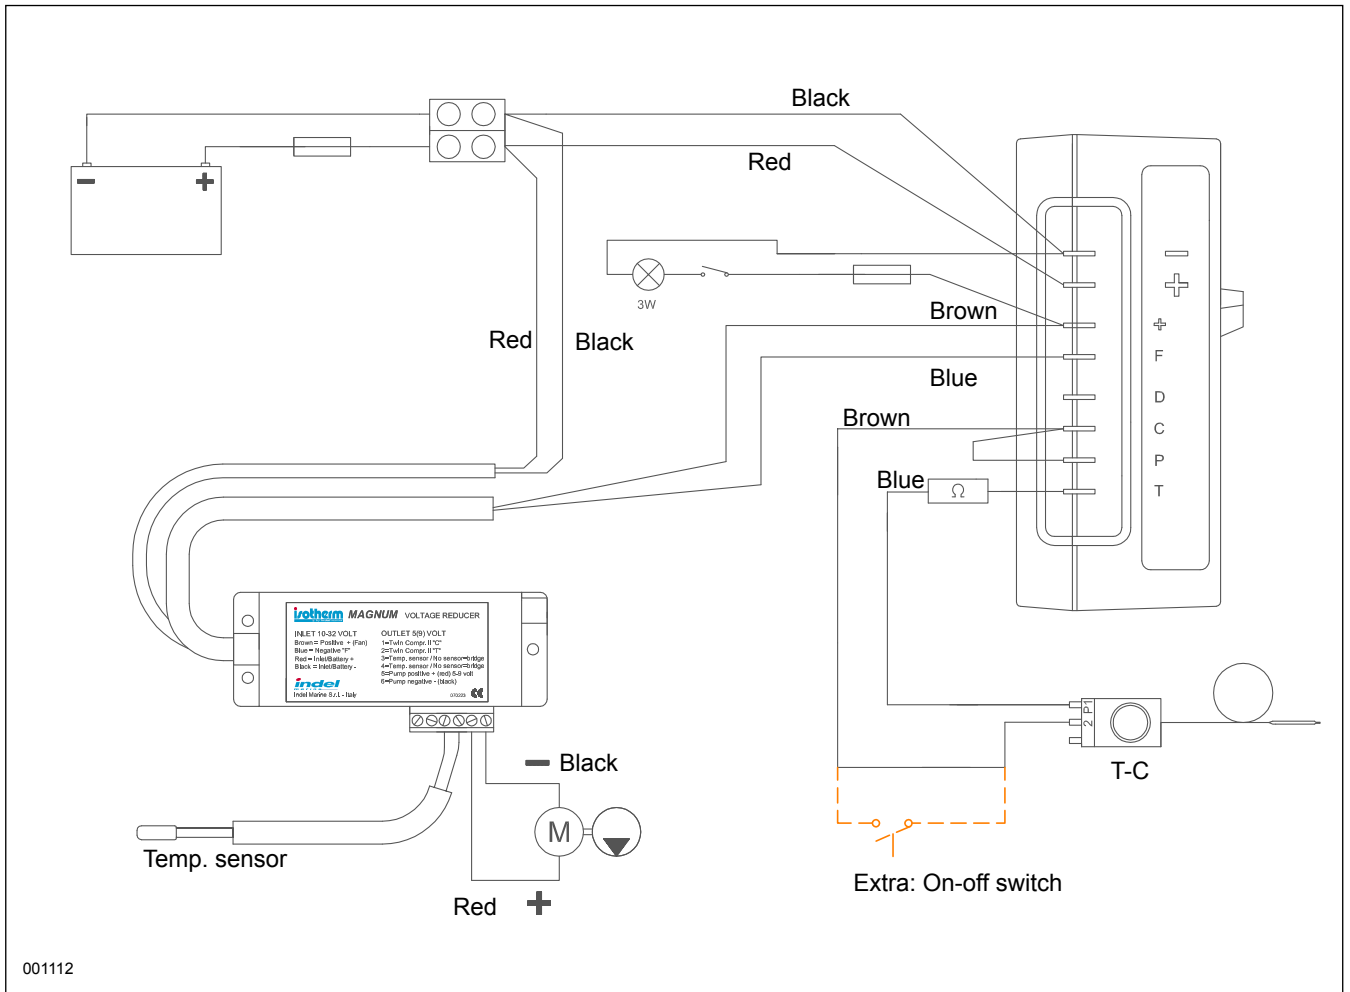 Black
Red
−
+
−
+
3W
Brown
+
Red
Black
F
Blue
D
Brown
C
P
Blue
Ω
T
isotherm MAGNUM VOLTAGE REDUCER
INLET 10-32 VOLT
Brown = Positive + (Fan)
Blue = Negative "F"
Red = Inlet/Battery +
Black = Inlet/Battery -
OUTLET 5(9) VOLT
1=Twin Compr. II "C"
2=Twin Compr. II "T"
3=Temp. sensor / No sensor=bridge
4=Temp. sensor / No sensor=bridge
5=Pump positive + (red) 5-9 volt
6=Pump negative - (black)
indel
Indel Marine S.r.l. - Italy
070223 CE
2 P1
T-C
− Black
M
Temp. sensor
Extra: On-off switch
Red +
001112